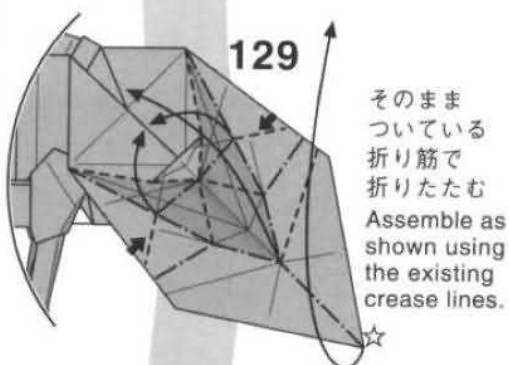 129
そのまま
ついている
折り筋で
折りたたむ
Assemble as
shown using
the existing
crease lines.